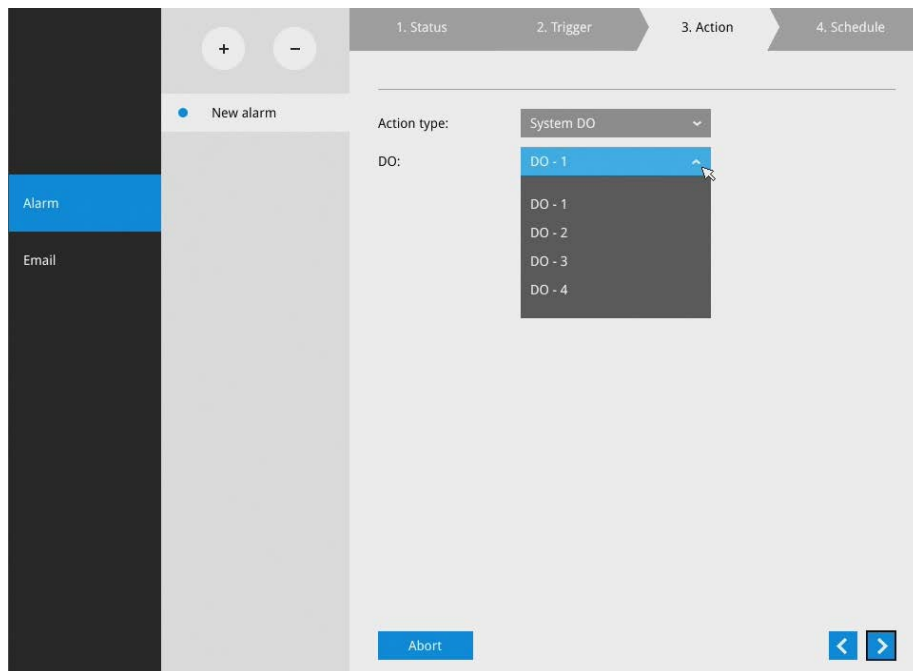 1. Status
2. Trigger
3. Action
4. Schedule
+
-
New alarm
Action type:
System DO
DO:
DO - 1
Alarm
DO - 1
DO - 2
Email
DO - 3
DO - 4
Abort